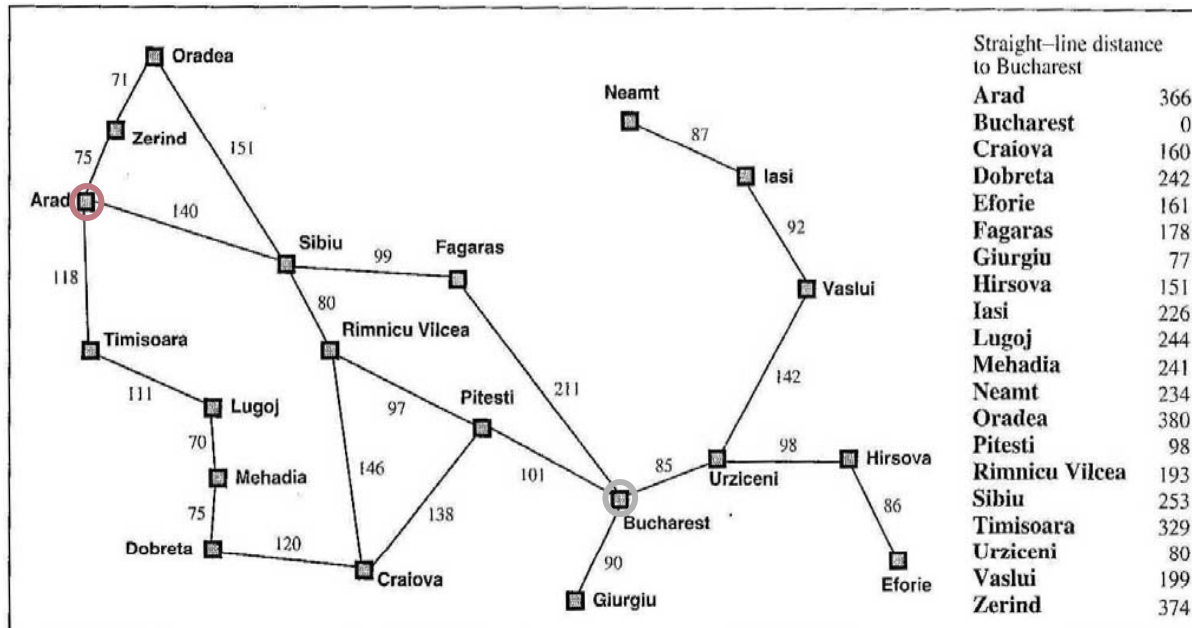 Oradea
71
Neamt
Zerind
87
75
151
Iasi
Arad
140
92
Sibiu
Fagaras
99
118
80
Vaslui
Timisoara
Rimnicu Vilcea
142
111
211
Lugoj
Pitesti
97
70
98
Hirsova
146
85
Mehadia
101
Urziceni
86
75
138
Bucharest
Dobreta
120
90
Craiova
Eforie
Giurgiu
Straight–line distance
to Bucharest
Arad 366
Bucharest 0
Craiova 160
Dobreta 242
Eforie 161
Fagaras 178
Giurgiu 77
Hirsova 151
Iasi 226
Lugoj 244
Mehadia 241
Neamt 234
Oradea 380
Pitesti 98
Rimnicu Vilcea 193
Sibiu 253
Timisoara 329
Urziceni 80
Vaslui 199
Zerind 374